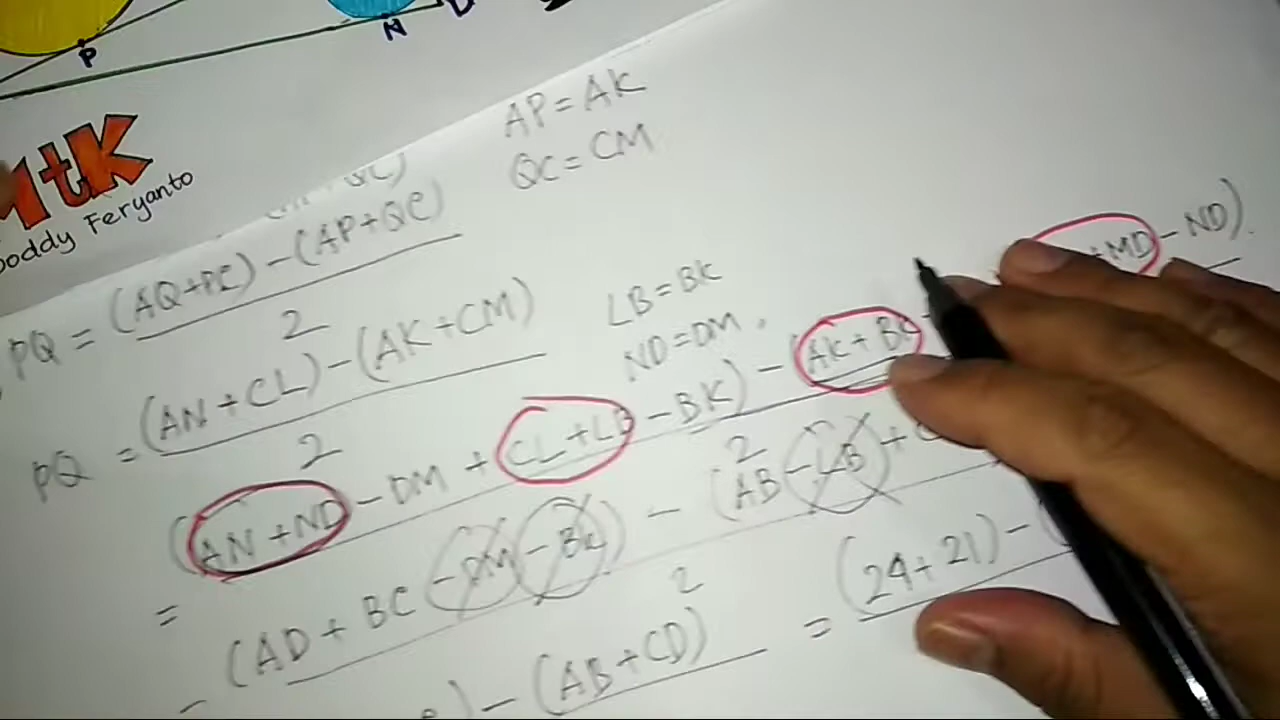 P
N
Mtk
Doddy Feryanto
AP = AK
QC = CM
PQ = (AQ+PC) - (AP+QC)
2
LB = BK
ND = DM
PQ = (AN+CL) - (AK+CM)
2
= (AN+ND - DM + CL+LB - BK) - (AK+BK +MD - ND)
2
= (AD + BC - DM - BK) - (AB - LB +
2
) - (AB+CD)
= (24+21) - (